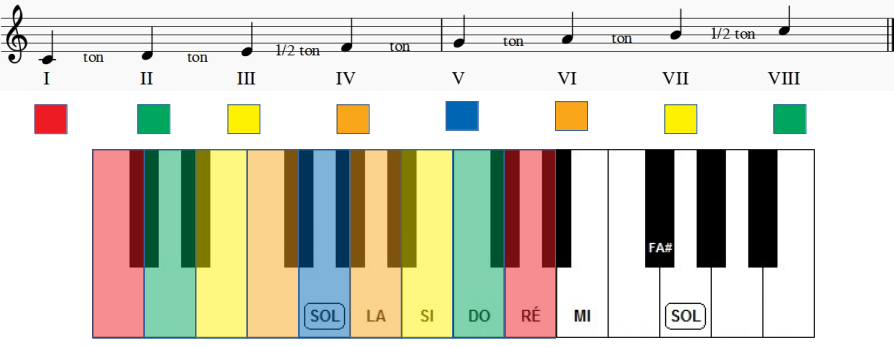 ton ton 1/2 ton ton ton ton 1/2 ton
I II III IV V VI VII VIII
FA#
SOL LA SI DO RÉ MI SOL